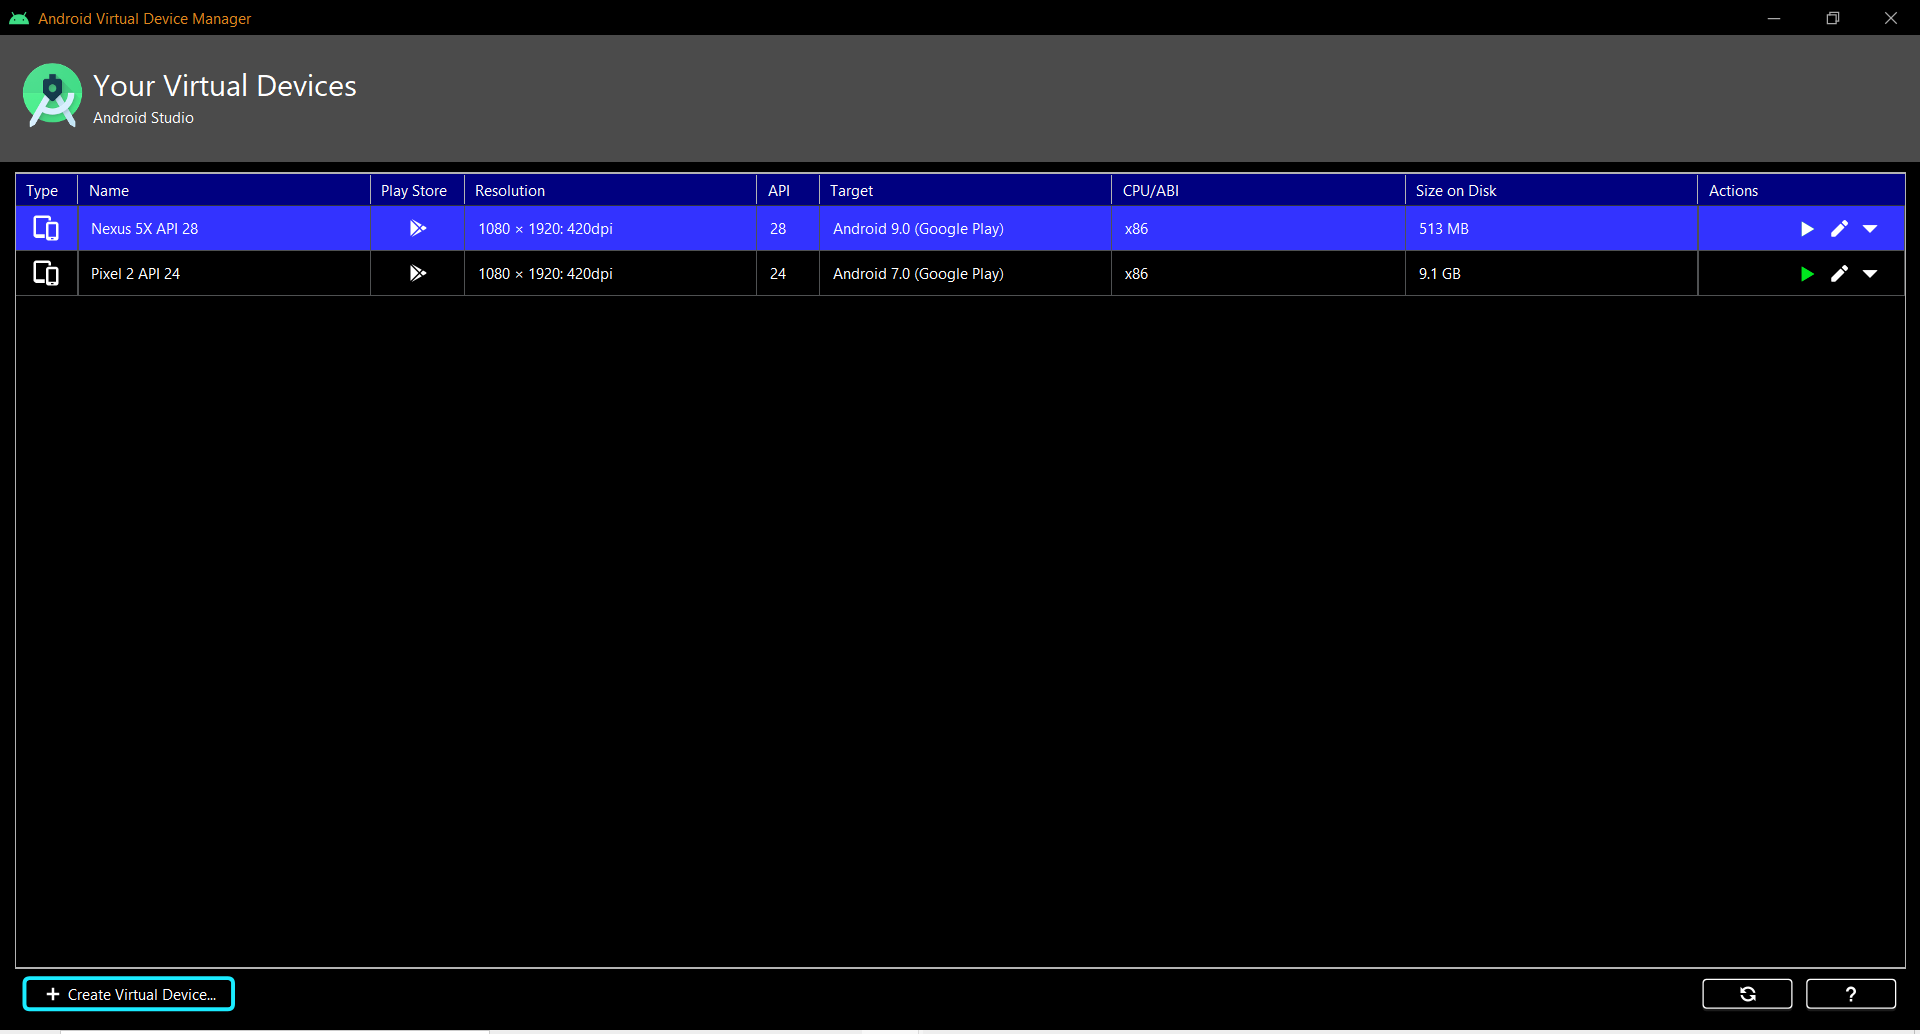 Android Virtual Device Manager
Your Virtual Devices
Android Studio
Type Name Play Store Resolution API Target CPU/ABI Size on Disk Actions
Nexus 5X API 28 1080 × 1920: 420dpi 28 Android 9.0 (Google Play) x86 513 MB
Pixel 2 API 24 1080 × 1920: 420dpi 24 Android 7.0 (Google Play) x86 9.1 GB
+ Create Virtual Device... ?